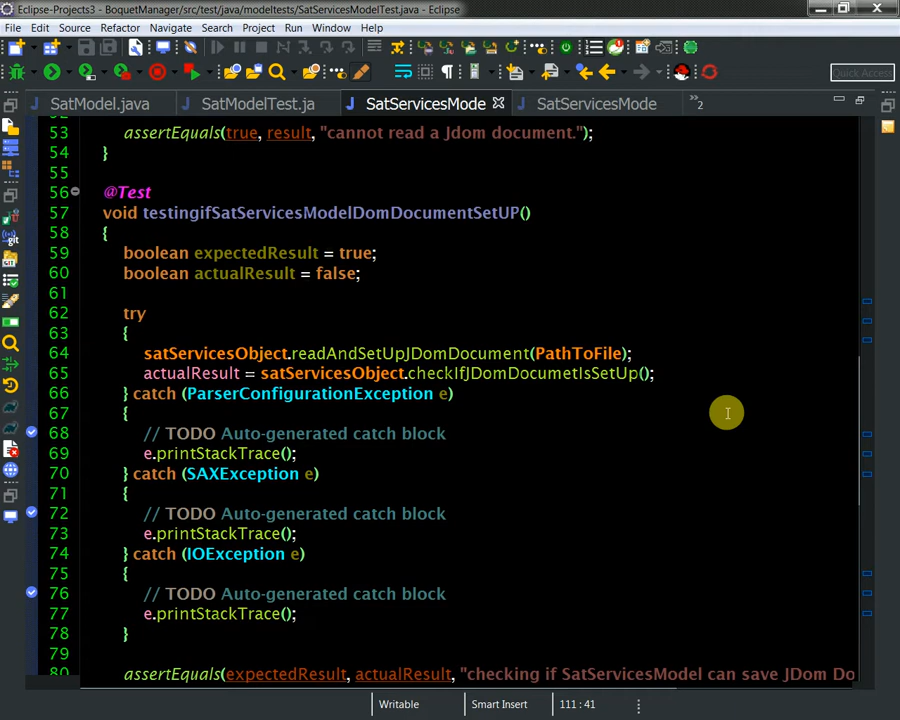 Eclipse-Projects3 - BoquetManager/src/test/java/modeltests/SatServicesModelTest.java - Eclipse
File Edit Source Refactor Navigate Search Project Run Window Help
Quick Access
SatModel.java SatModelTest.ja SatServicesMode SatServicesMode »2
53 assertEquals(true, result, "cannot read a Jdom document.");
54 }
55
56 @Test
57 void testingifSatServicesModelDomDocumentSetUP()
58 {
59 boolean expectedResult = true;
60 boolean actualResult = false;
61
62 try
63 {
64 satServicesObject.readAndSetUpJDomDocument(PathToFile);
65 actualResult = satServicesObject.checkIfJDomDocumetIsSetUp();
66 } catch (ParserConfigurationException e)
67 {
68 // TODO Auto-generated catch block
69 e.printStackTrace();
70 } catch (SAXException e)
71 {
72 // TODO Auto-generated catch block
73 e.printStackTrace();
74 } catch (IOException e)
75 {
76 // TODO Auto-generated catch block
77 e.printStackTrace();
78 }
79
80 assertEquals(expectedResult, actualResult, "checking if SatServicesModel can save JDom Do
Writable Smart Insert 111 : 41